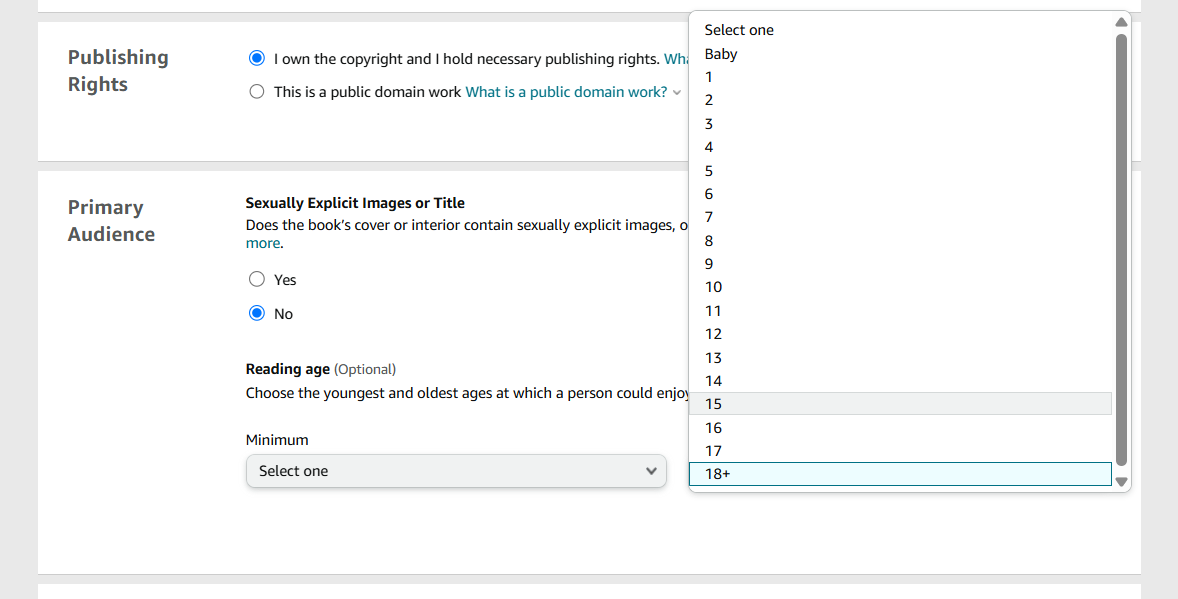 Publishing
Rights
I own the copyright and I hold necessary publishing rights.
This is a public domain work What is a public domain work?
Primary
Audience
Sexually Explicit Images or Title
Does the book’s cover or interior contain sexually explicit images,
more.
Yes
No
Reading age (Optional)
Choose the youngest and oldest ages at which a person could enjoy
Minimum
Select one
Select one
Baby
1
2
3
4
5
6
7
8
9
10
11
12
13
14
15
16
17
18+